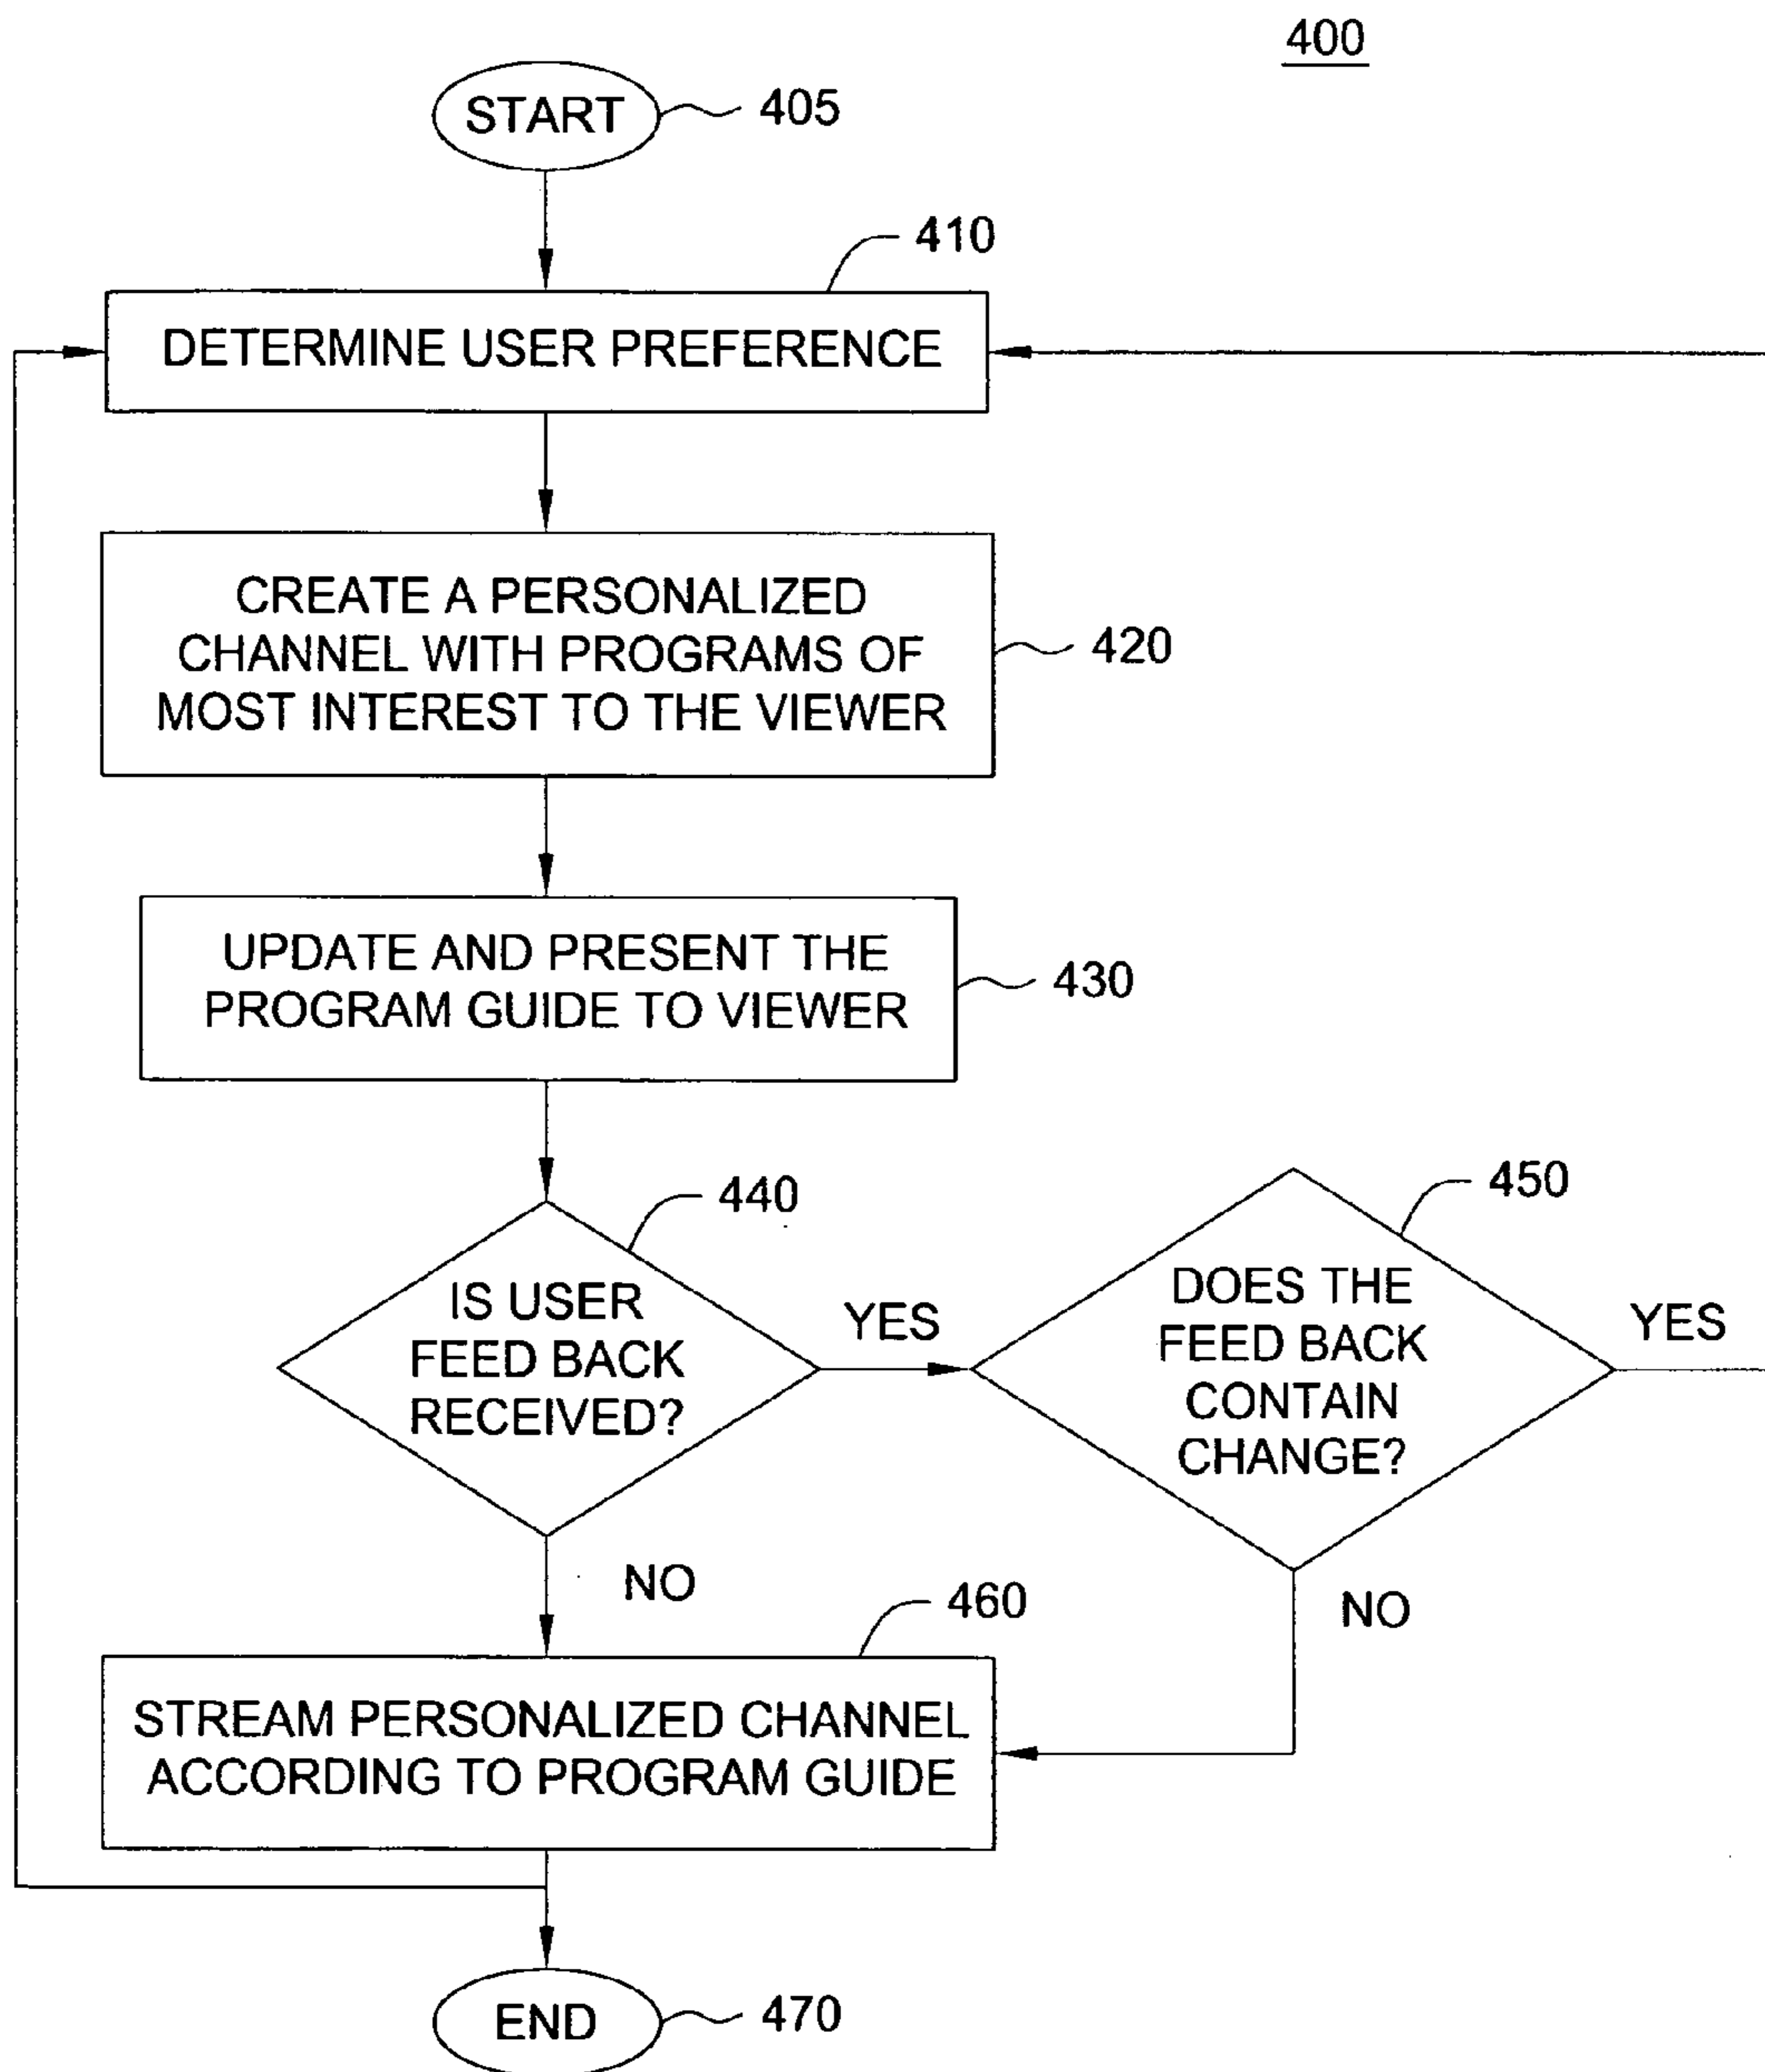 400
START
405
410
DETERMINE USER PREFERENCE
CREATE A PERSONALIZED
CHANNEL WITH PROGRAMS OF
MOST INTEREST TO THE VIEWER
420
UPDATE AND PRESENT THE
PROGRAM GUIDE TO VIEWER
430
440
IS USER
FEED BACK
RECEIVED?
YES
450
DOES THE
FEED BACK
CONTAIN
CHANGE?
YES
NO
NO
460
STREAM PERSONALIZED CHANNEL
ACCORDING TO PROGRAM GUIDE
END
470